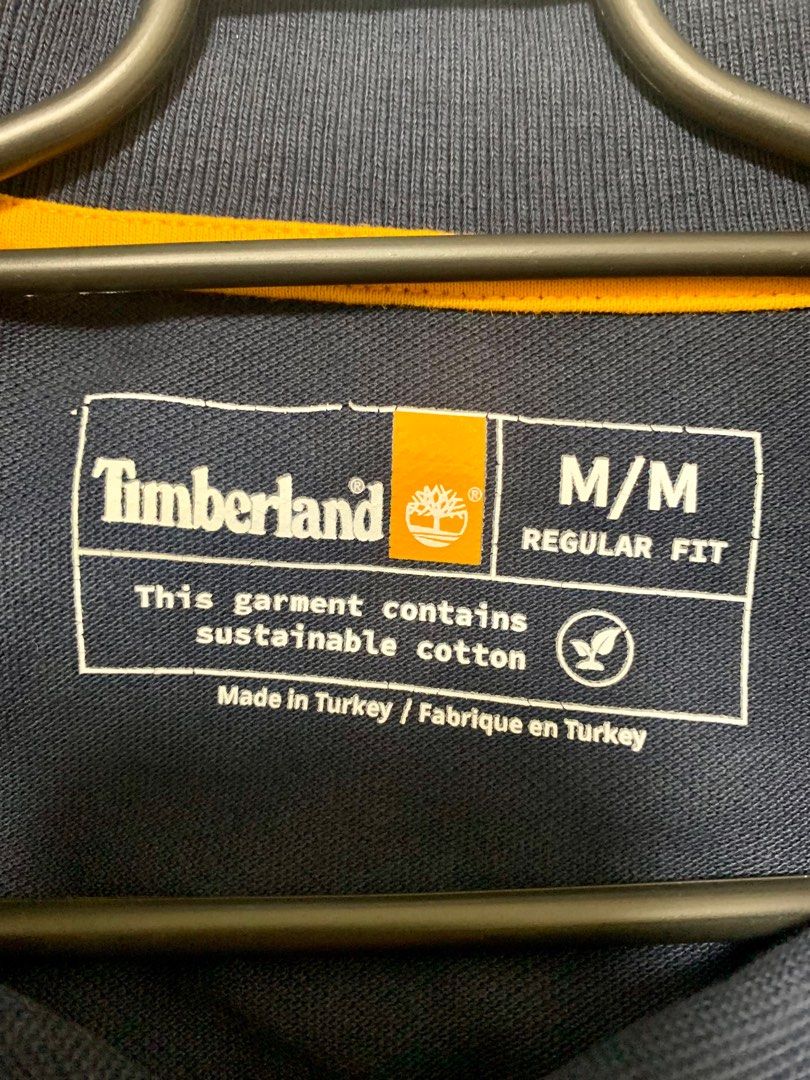 Timberland® ®
M/M
REGULAR FIT
This garment contains
sustainable cotton
Made in Turkey / Fabrique en Turkey